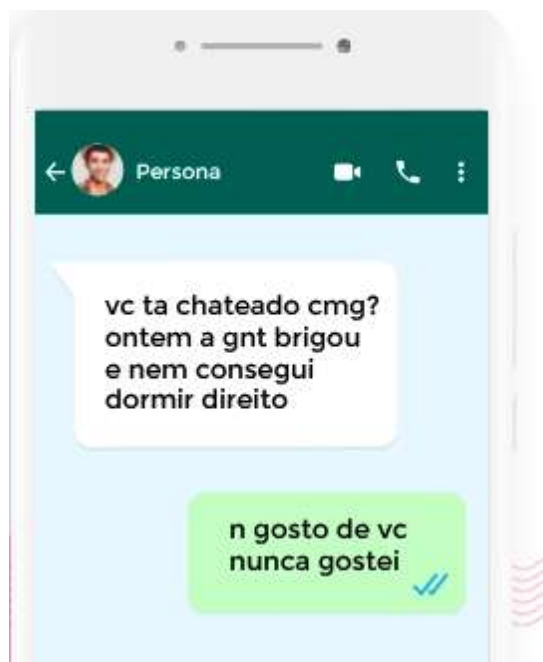 Persona
vc ta chateado cmg?
ontem a gnt brigou
e nem consegui
dormir direito
n gosto de vc
nunca gostei